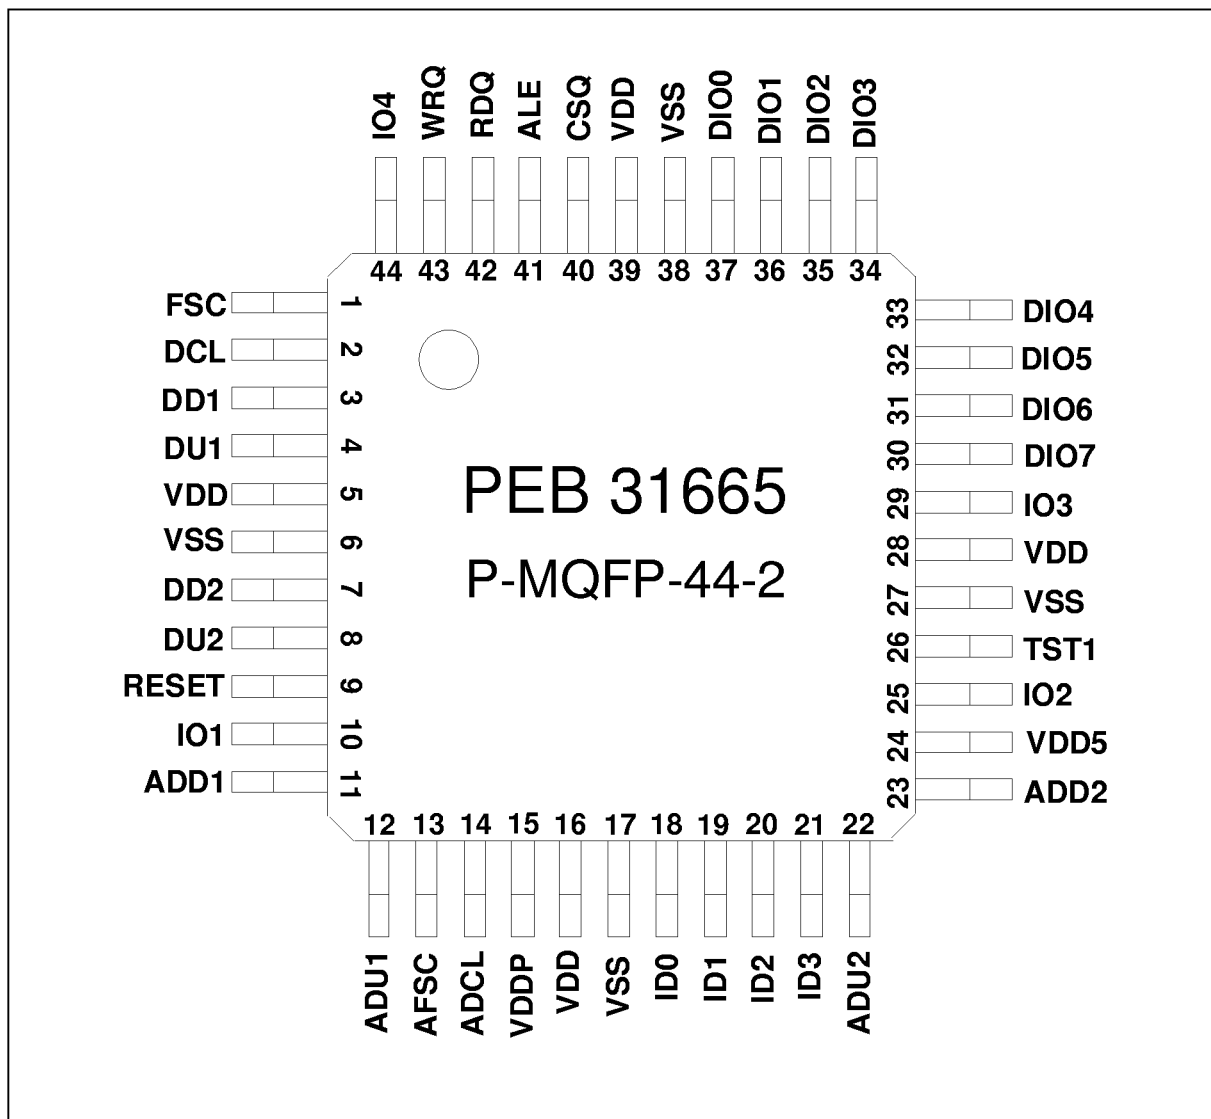 IO4 WRQ RDQ ALE CSQ VDD VSS DIO0 DIO1 DIO2 DIO3
44 43 42 41 40 39 38 37 36 35 34
FSC 1
DCL 2
DD1 3
DU1 4
VDD 5
VSS 6
DD2 7
DU2 8
RESET 9
IO1 10
ADD1 11
PEB 31665
P-MQFP-44-2
33 DIO4
32 DIO5
31 DIO6
30 DIO7
29 IO3
28 VDD
27 VSS
26 TST1
25 IO2
24 VDD5
23 ADD2
12 13 14 15 16 17 18 19 20 21 22
ADU1 AFSC ADCL VDDP VDD VSS ID0 ID1 ID2 ID3 ADU2